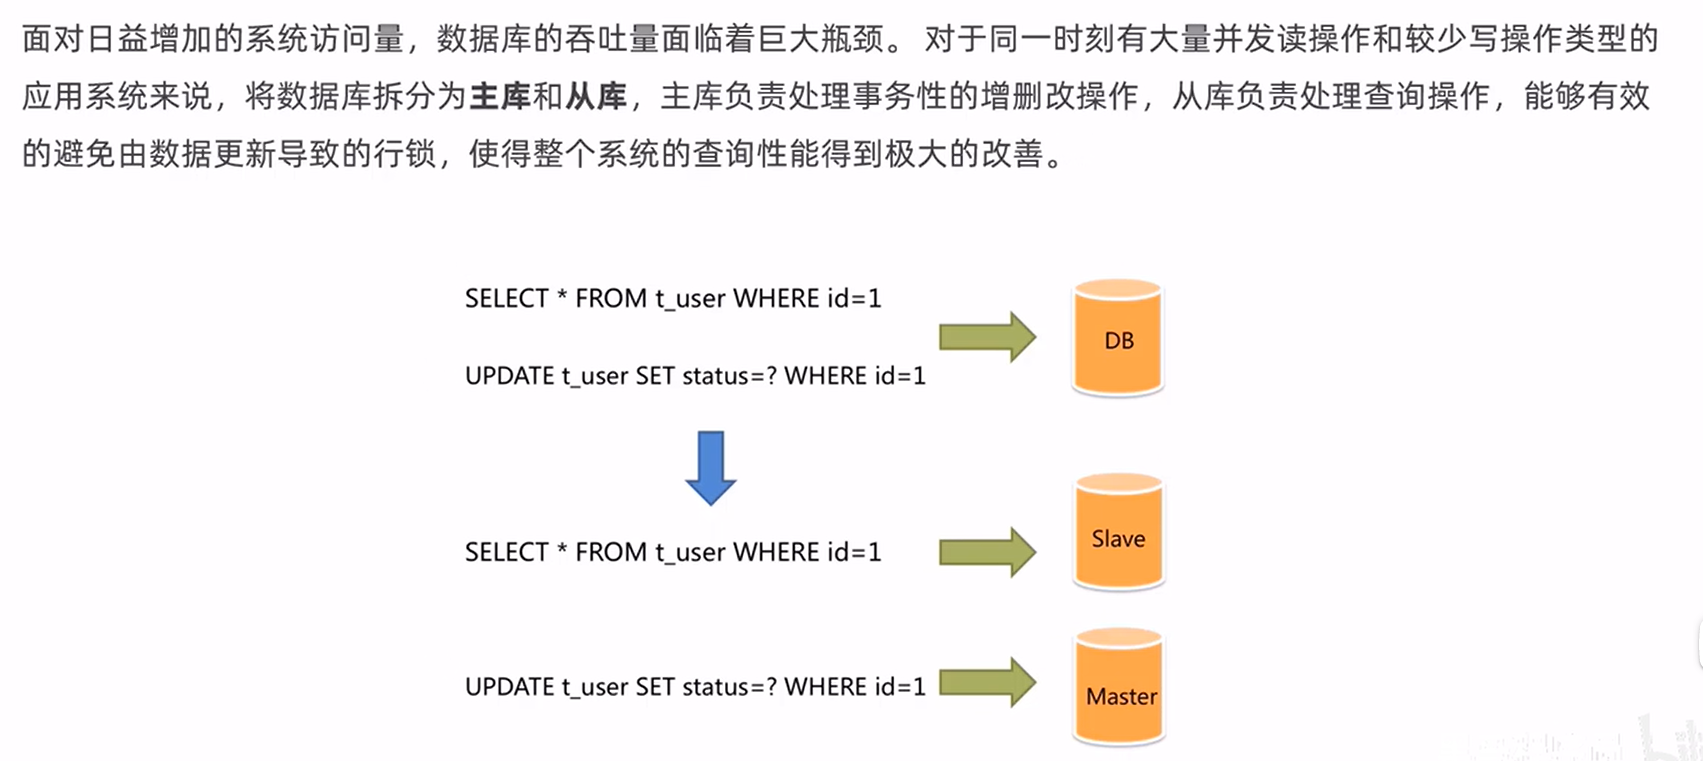 面对日益增加的系统访问量，数据库的吞吐量面临着巨大瓶颈。 对于同一时刻有大量并发读操作和较少写操作类型的
应用系统来说，将数据库拆分为主库和从库，主库负责处理事务性的增删改操作，从库负责处理查询操作，能够有效
的避免由数据更新导致的行锁，使得整个系统的查询性能得到极大的改善。
SELECT * FROM t_user WHERE id=1
DB
UPDATE t_user SET status=? WHERE id=1
SELECT * FROM t_user WHERE id=1
Slave
UPDATE t_user SET status=? WHERE id=1
Master